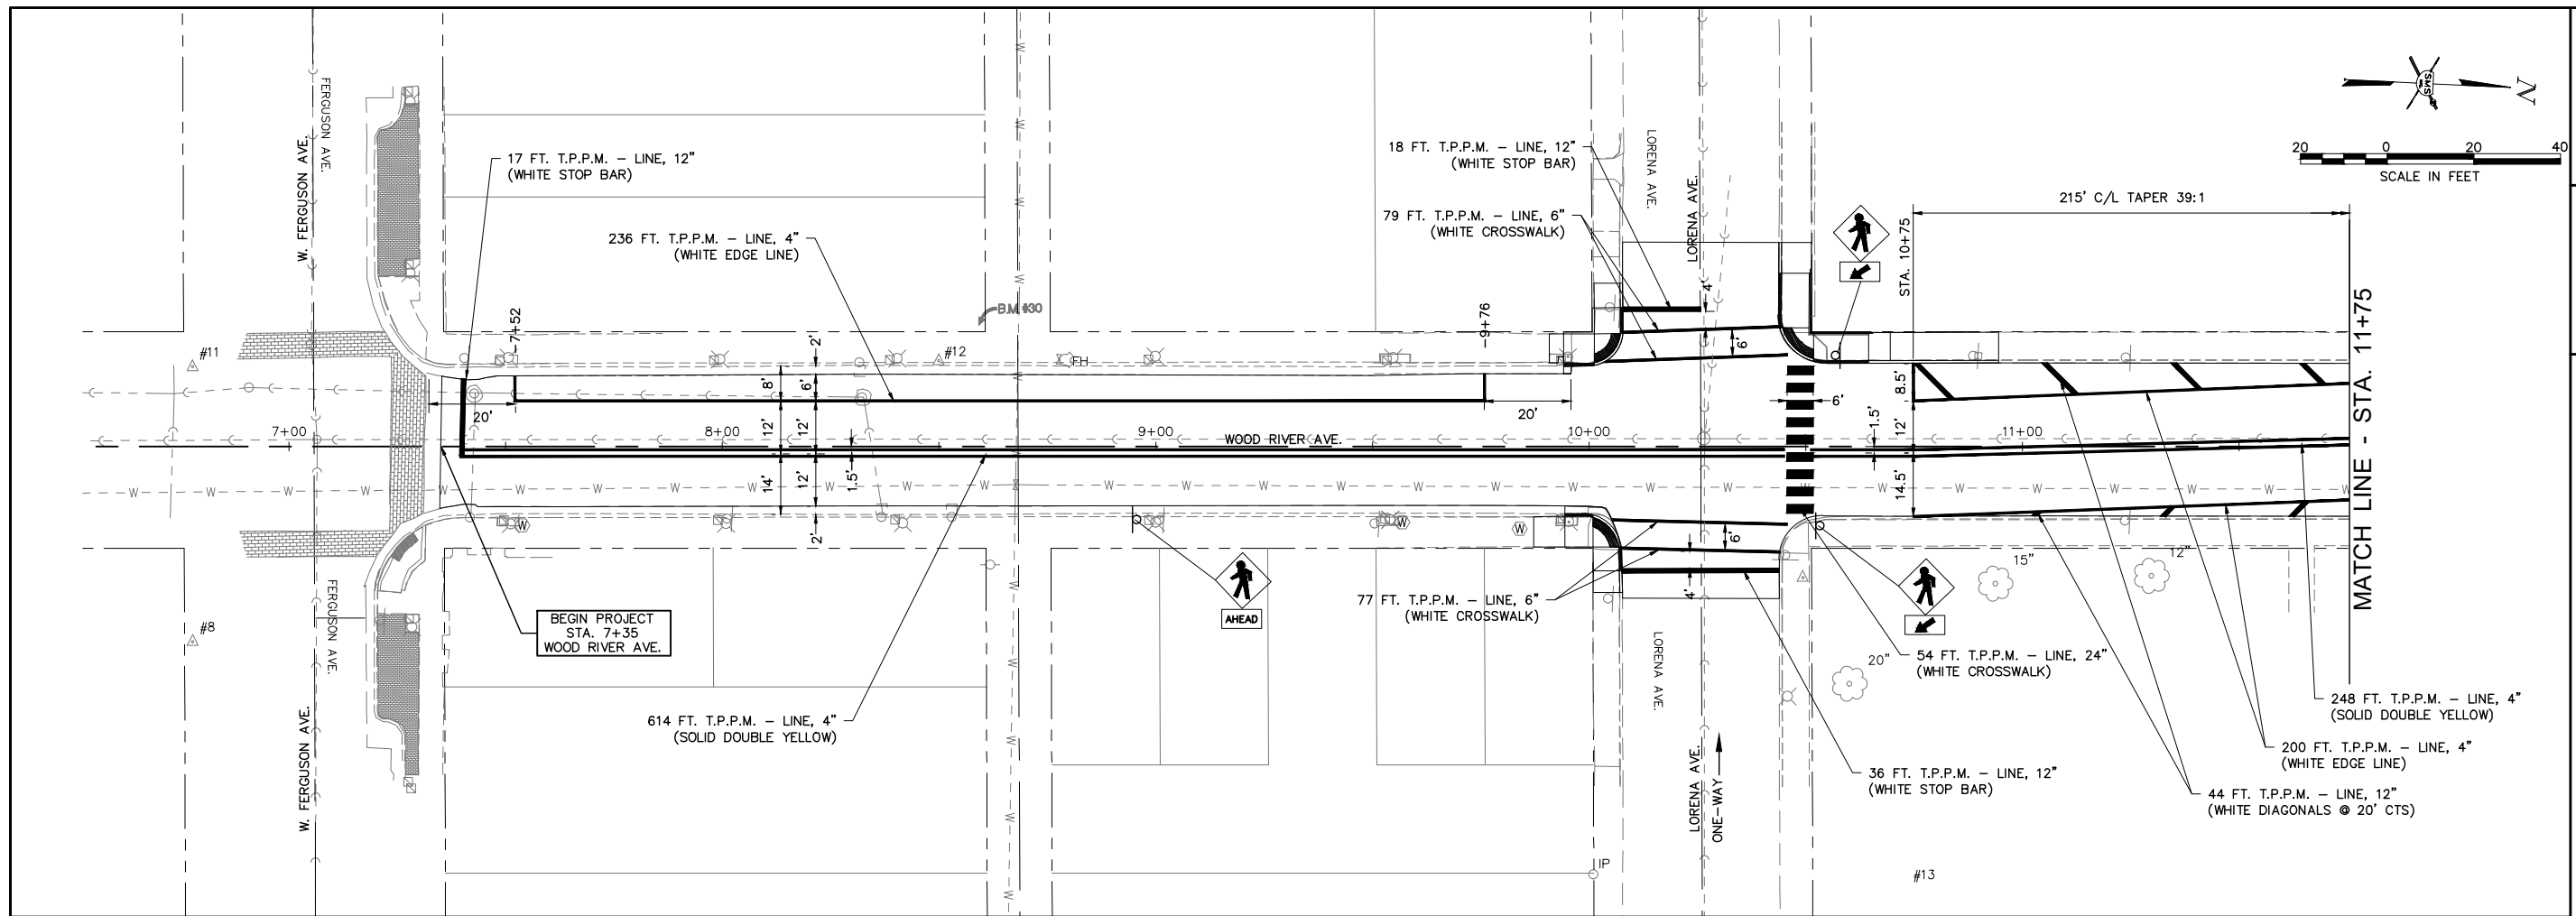 W. FERGUSON AVE.
FERGUSON AVE.
17 FT. T.P.P.M. – LINE, 12"
(WHITE STOP BAR)
236 FT. T.P.P.M. – LINE, 4"
(WHITE EDGE LINE)
7+52
B.M. #30
18 FT. T.P.P.M. – LINE, 12"
(WHITE STOP BAR)
79 FT. T.P.P.M. – LINE, 6"
(WHITE CROSSWALK)
9+76
LORENA AVE.
LORENA AVE.
4'
6'
N
SMS
20 0 20 40
SCALE IN FEET
215' C/L TAPER 39:1
STA. 10+75
MATCH LINE - STA. 11+75
#11
#12
FH
2'
8'
6'
20'
20'
12'
12'
7+00
8+00
9+00
WOOD RIVER AVE.
10+00
11+00
6'
8.5'
1.5'
12'
14.5'
14'
12'
1.5'
2'
W
W
W
W
W
W
#8
FERGUSON AVE.
W. FERGUSON AVE.
BEGIN PROJECT
STA. 7+35
WOOD RIVER AVE.
AHEAD
614 FT. T.P.P.M. – LINE, 4"
(SOLID DOUBLE YELLOW)
77 FT. T.P.P.M. – LINE, 6"
(WHITE CROSSWALK)
6'
4'
LORENA AVE.
LORENA AVE.
ONE-WAY
IP
15"
12"
20"
54 FT. T.P.P.M. – LINE, 24"
(WHITE CROSSWALK)
248 FT. T.P.P.M. – LINE, 4"
(SOLID DOUBLE YELLOW)
200 FT. T.P.P.M. – LINE, 4"
(WHITE EDGE LINE)
36 FT. T.P.P.M. – LINE, 12"
(WHITE STOP BAR)
44 FT. T.P.P.M. – LINE, 12"
(WHITE DIAGONALS @ 20' CTS)
#13